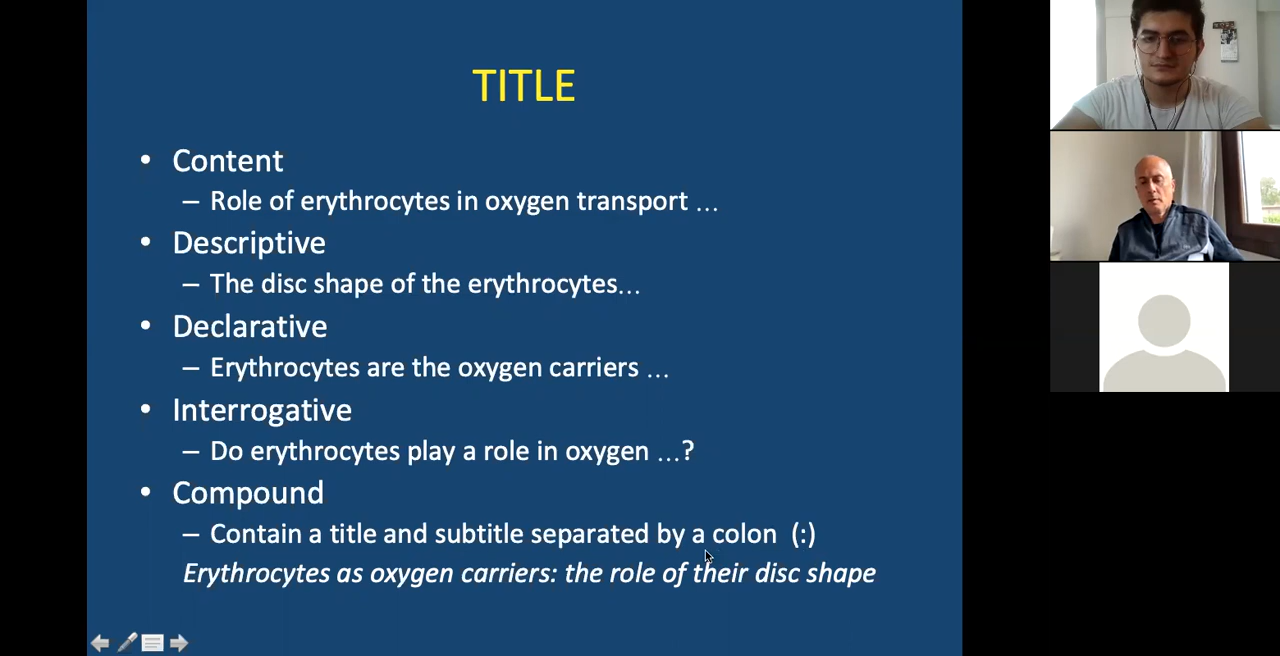 TITLE
• Content
– Role of erythrocytes in oxygen transport …
• Descriptive
– The disc shape of the erythrocytes…
• Declarative
– Erythrocytes are the oxygen carriers …
• Interrogative
– Do erythrocytes play a role in oxygen …?
• Compound
– Contain a title and subtitle separated by a colon (:)
Erythrocytes as oxygen carriers: the role of their disc shape